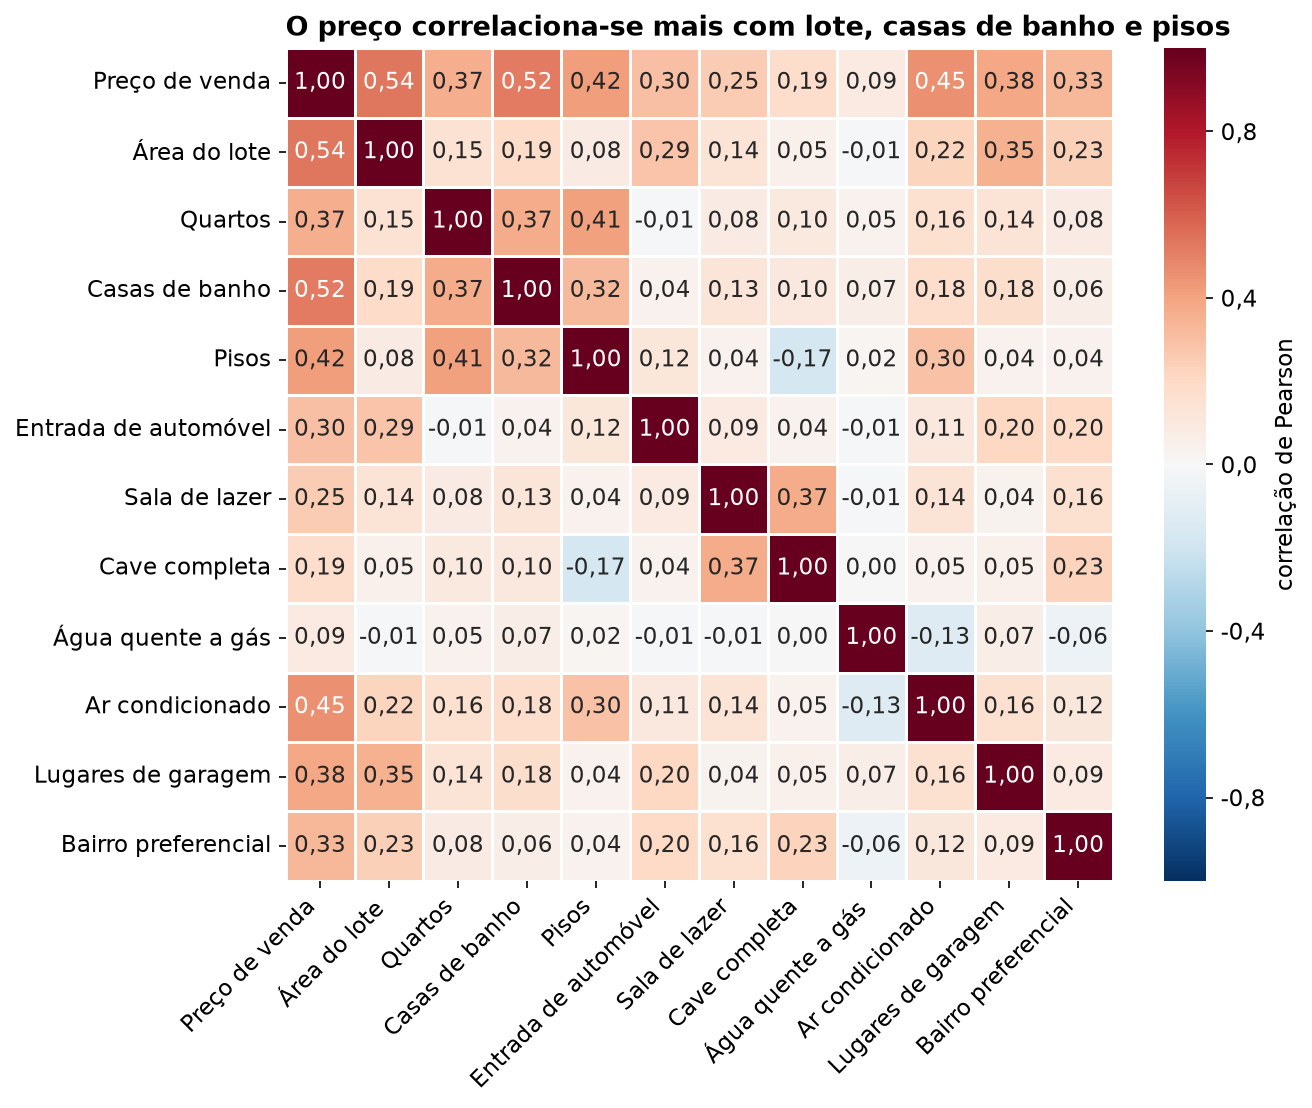 O preço correlaciona-se mais com lote, casas de banho e pisos
Preço de venda 1,00 0,54 0,37 0,52 0,42 0,30 0,25 0,19 0,09 0,45 0,38 0,33
Área do lote 0,54 1,00 0,15 0,19 0,08 0,29 0,14 0,05 -0,01 0,22 0,35 0,23
Quartos 0,37 0,15 1,00 0,37 0,41 -0,01 0,08 0,10 0,05 0,16 0,14 0,08
Casas de banho 0,52 0,19 0,37 1,00 0,32 0,04 0,13 0,10 0,07 0,18 0,18 0,06
Pisos 0,42 0,08 0,41 0,32 1,00 0,12 0,04 -0,17 0,02 0,30 0,04 0,04
Entrada de automóvel 0,30 0,29 -0,01 0,04 0,12 1,00 0,09 0,04 -0,01 0,11 0,20 0,20
Sala de lazer 0,25 0,14 0,08 0,13 0,04 0,09 1,00 0,37 -0,01 0,14 0,04 0,16
Cave completa 0,19 0,05 0,10 0,10 -0,17 0,04 0,37 1,00 0,00 0,05 0,05 0,23
Água quente a gás 0,09 -0,01 0,05 0,07 0,02 -0,01 -0,01 0,00 1,00 -0,13 0,07 -0,06
Ar condicionado 0,45 0,22 0,16 0,18 0,30 0,11 0,14 0,05 -0,13 1,00 0,16 0,12
Lugares de garagem 0,38 0,35 0,14 0,18 0,04 0,20 0,04 0,05 0,07 0,16 1,00 0,09
Bairro preferencial 0,33 0,23 0,08 0,06 0,04 0,20 0,16 0,23 -0,06 0,12 0,09 1,00
Preço de venda
Área do lote
Quartos
Casas de banho
Pisos
Entrada de automóvel
Sala de lazer
Cave completa
Água quente a gás
Ar condicionado
Lugares de garagem
Bairro preferencial
0,8
0,4
0,0
-0,4
-0,8
correlação de Pearson